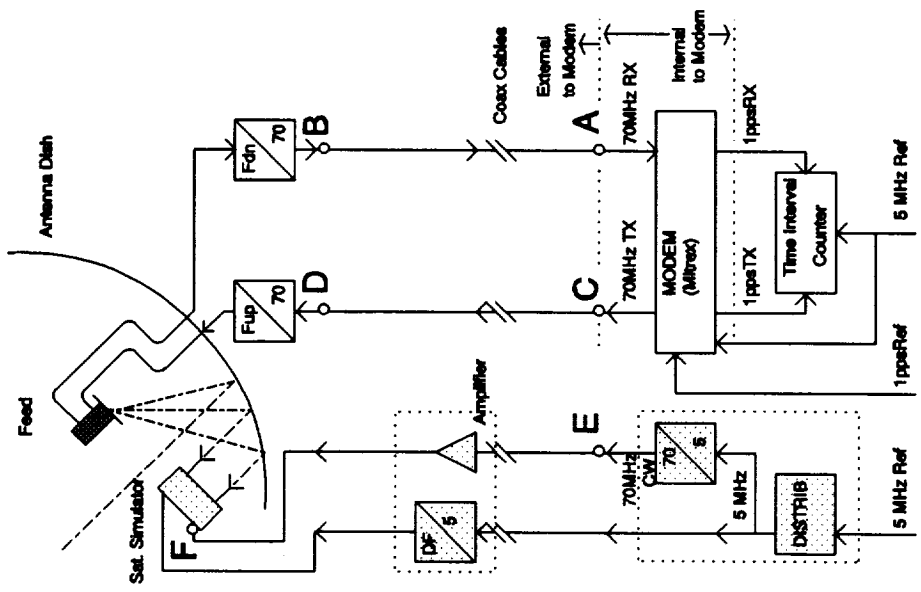 Antenna Dish
Feed
Sat. Simulator
F
Fdn
70
B
Fup
70
D
Coax Cables
External
to Modem
Internal
to Modem
Amplifier
DF
5
E
C
A
70MHz
CW
70
5
5 MHz
DISTRIB
5 MHz Ref
70MHz TX
70MHz RX
MODEM
(Mitrex)
1ppsTX
1ppsRX
Time Interval
Counter
1ppsRef
5 MHz Ref